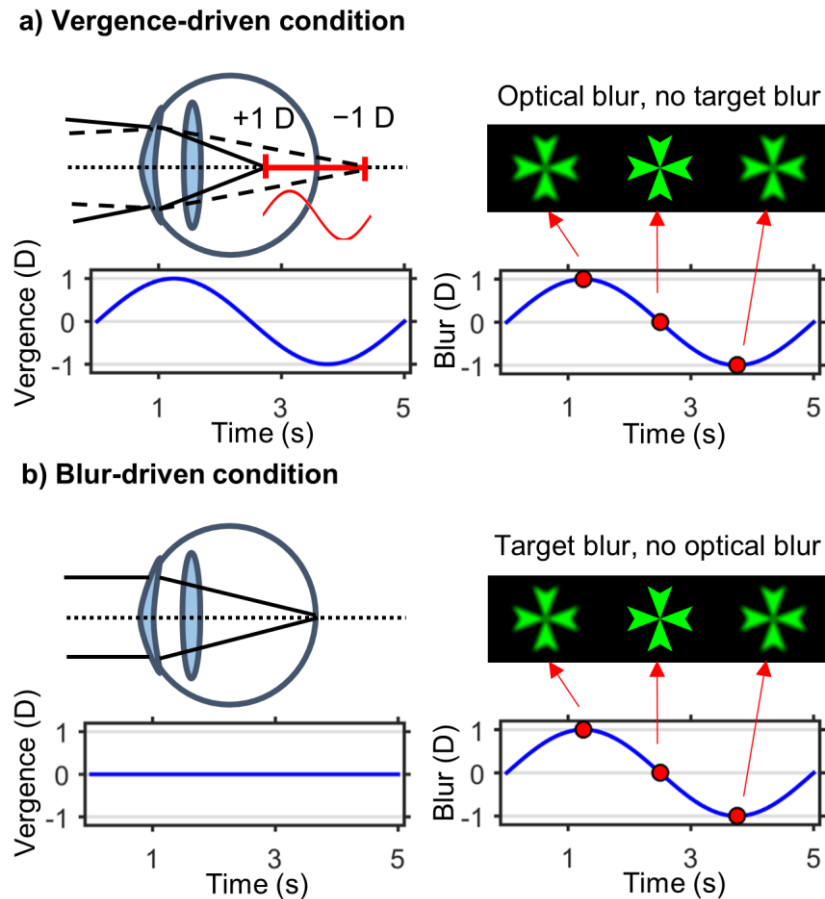 a) Vergence-driven condition
+1 D
−1 D
Optical blur, no target blur
Vergence (D)
1
0
-1
1
3
5
Time (s)
Blur (D)
1
0
-1
1
3
5
Time (s)
b) Blur-driven condition
Target blur, no optical blur
Vergence (D)
1
0
-1
1
3
5
Time (s)
Blur (D)
1
0
-1
1
3
5
Time (s)